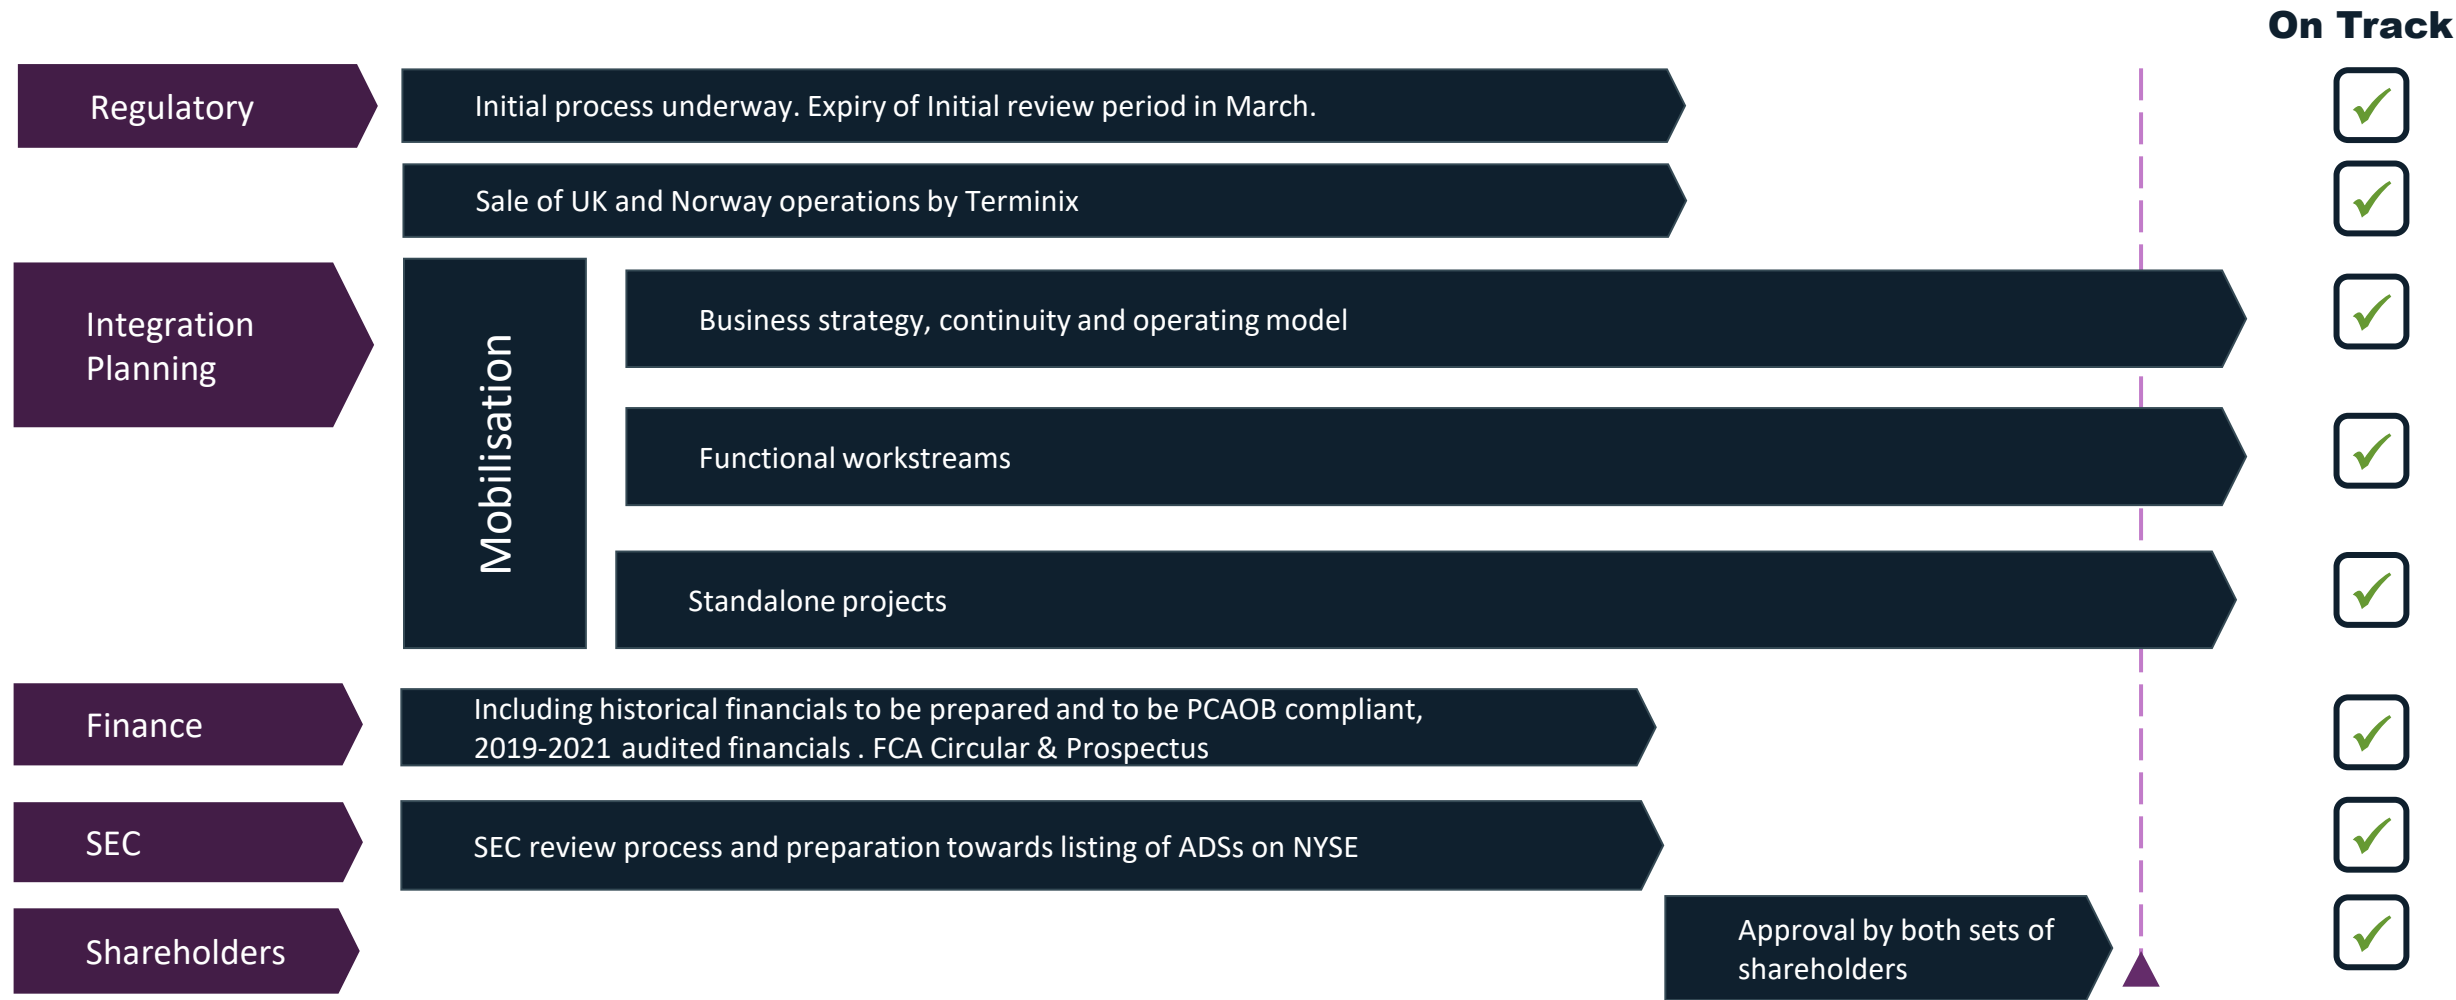 On Track
Regulatory
Initial process underway. Expiry of Initial review period in March.
Sale of UK and Norway operations by Terminix
Integration
Planning
Mobilisation
Business strategy, continuity and operating model
Functional workstreams
Standalone projects
Finance
Including historical financials to be prepared and to be PCAOB compliant,
2019-2021 audited financials . FCA Circular & Prospectus
SEC
SEC review process and preparation towards listing of ADSs on NYSE
Shareholders
Approval by both sets of
shareholders